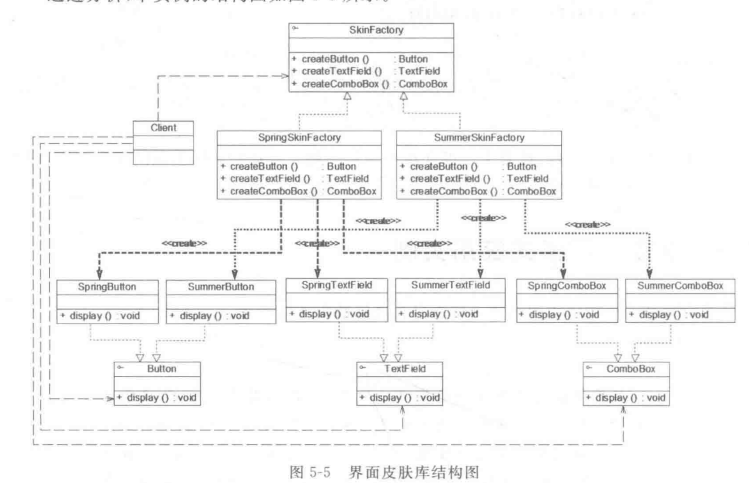 SkinFactory
+ createButton () : Button
+ createTextField () : TextField
+ createComboBox () : ComboBox
Client
SpringSkinFactory
+ createButton () : Button
+ createTextField () : TextField
+ createComboBox () : ComboBox
SummerSkinFactory
+ createButton () : Button
+ createTextField () : TextField
+ createComboBox () : ComboBox
<<create>>
<<create>>
<<create>>
<<create>>
<<create>>
<<create>>
SpringButton
+ display () : void
SummerButton
+ display () : void
SpringTextField
+ display () : void
SummerTextField
+ display () : void
SpringComboBox
+ display () : void
SummerComboBox
+ display () : void
Button
+ display () : void
TextField
+ display () : void
ComboBox
+ display () : void
图 5-5 界面皮肤库结构图